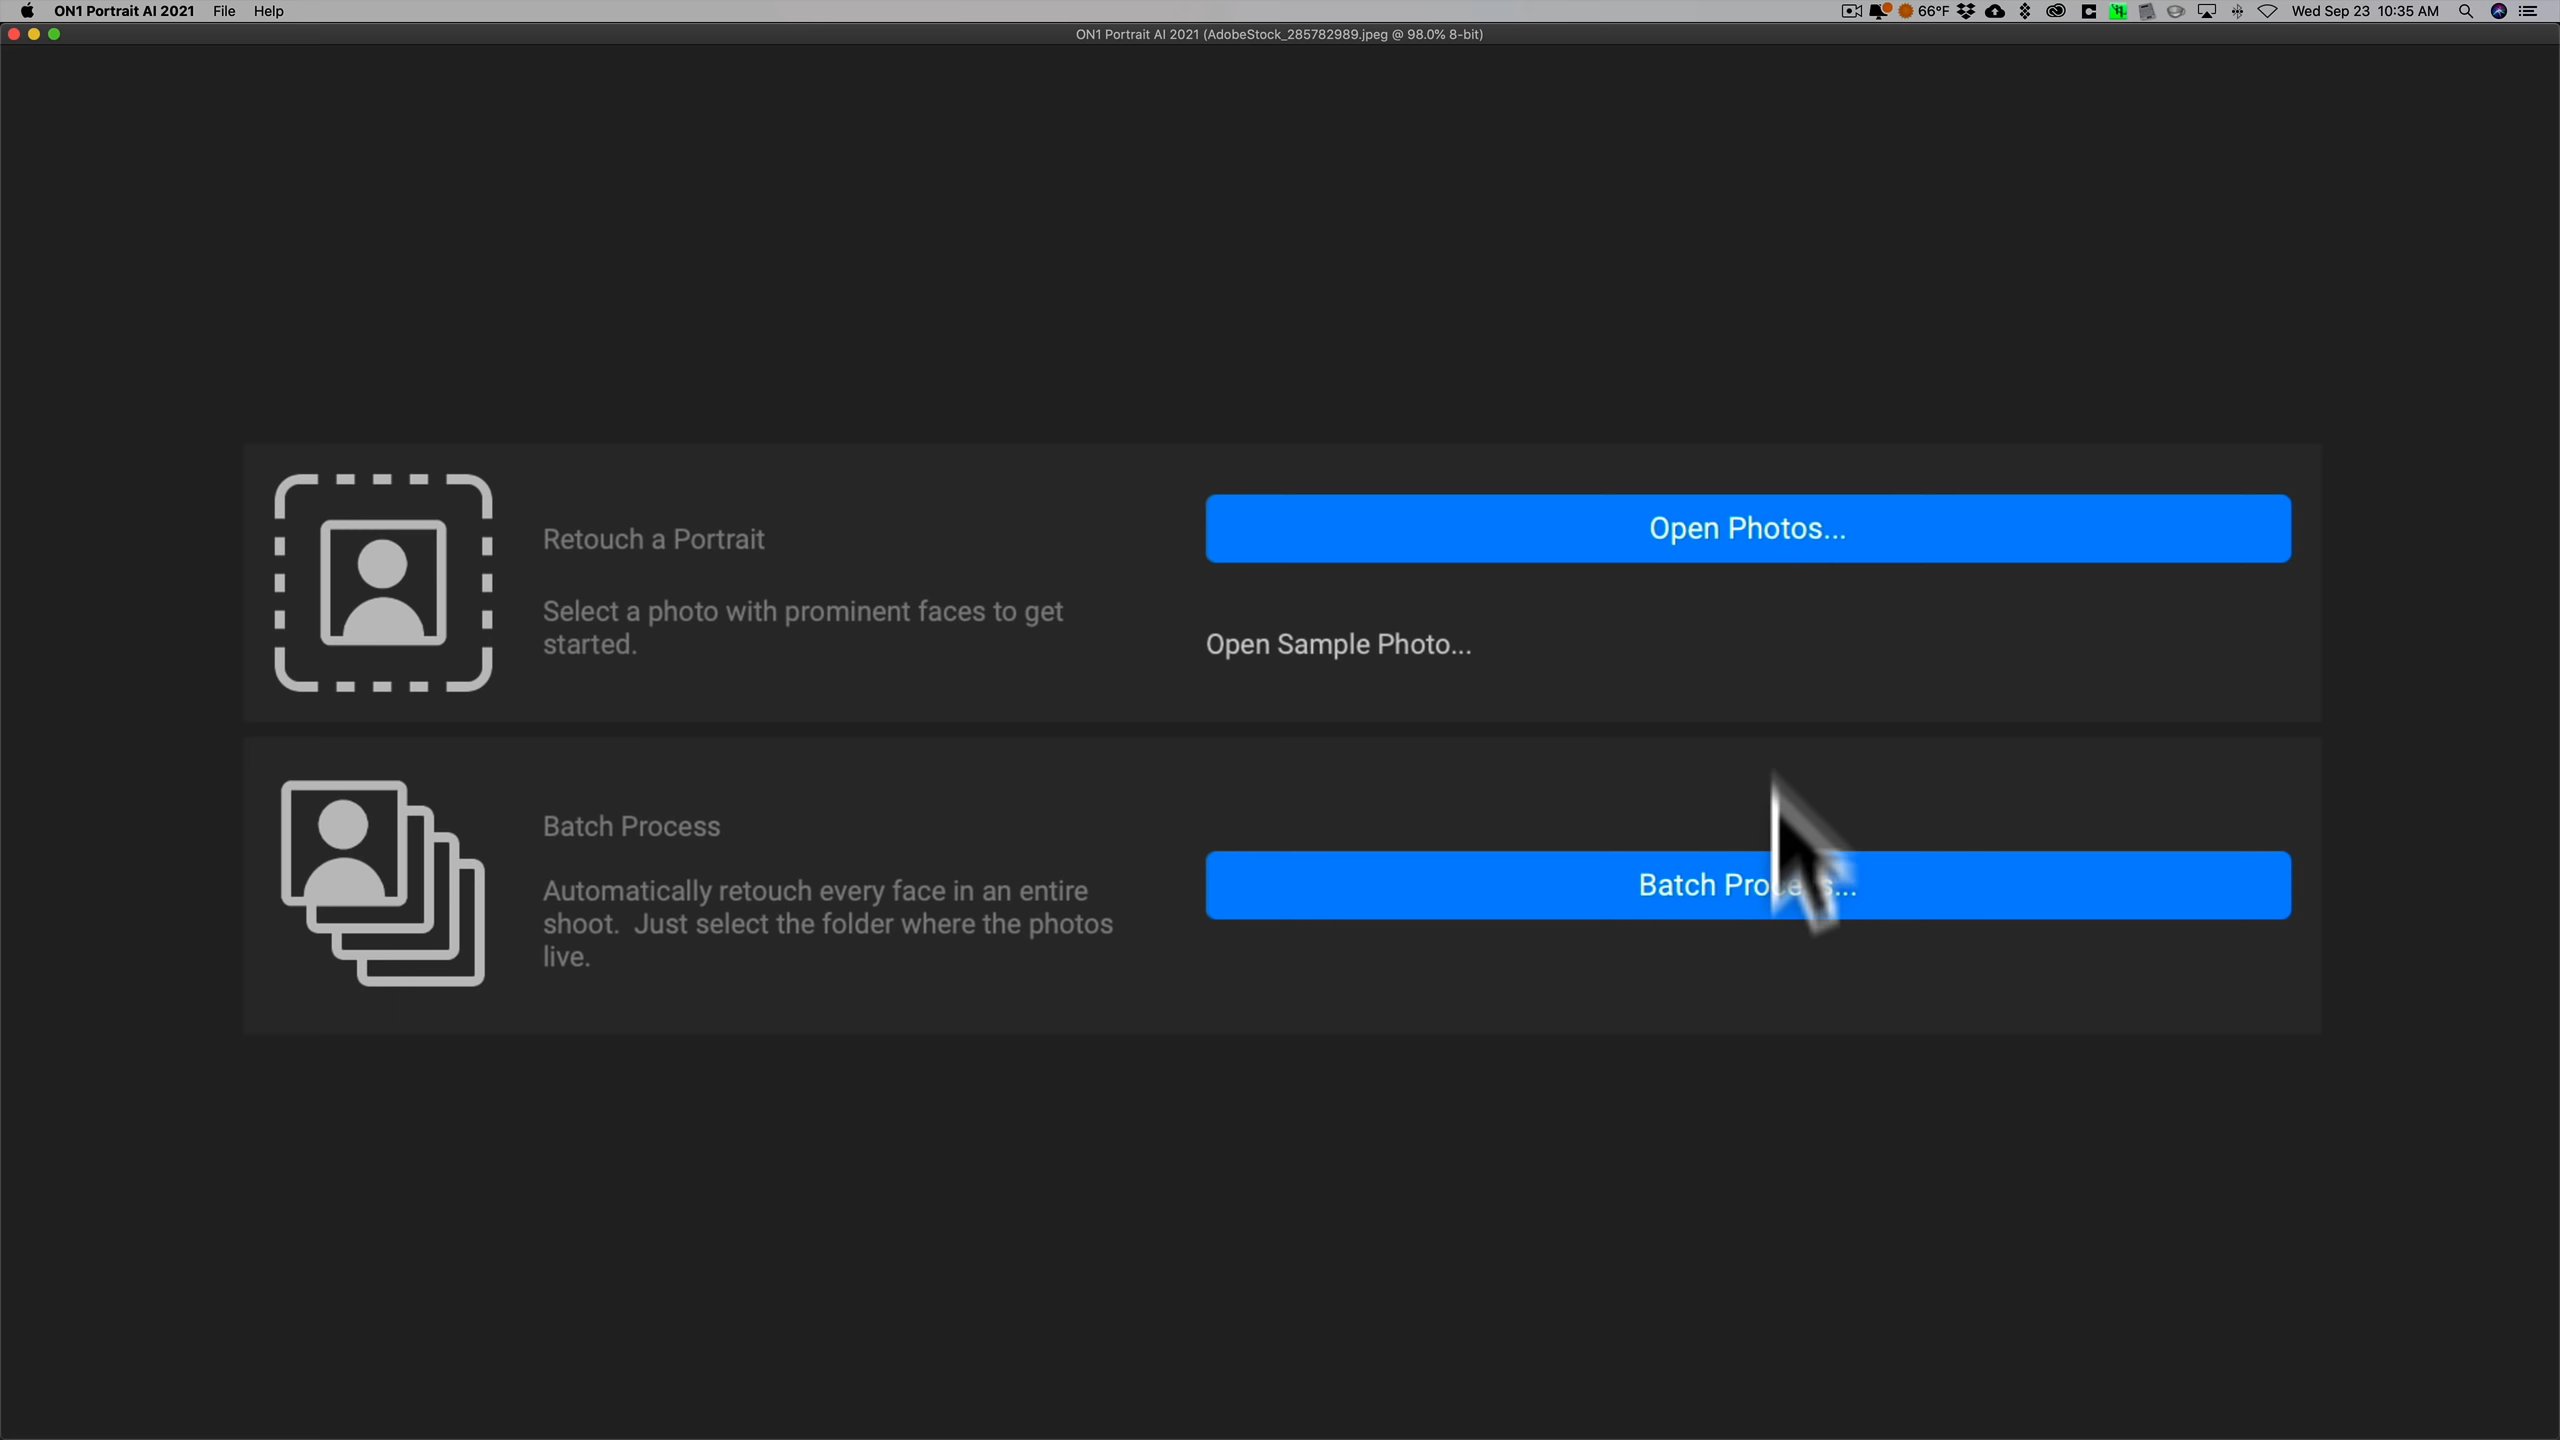 ON1 Portrait AI 2021 File Help 66°F Wed Sep 23 10:35 AM
ON1 Portrait AI 2021 (AdobeStock_285782989.jpeg @ 98.0% 8-bit)
Retouch a Portrait
Select a photo with prominent faces to get
started.
Open Photos...
Open Sample Photo...
Batch Process
Automatically retouch every face in an entire
shoot. Just select the folder where the photos
live.
Batch Process...